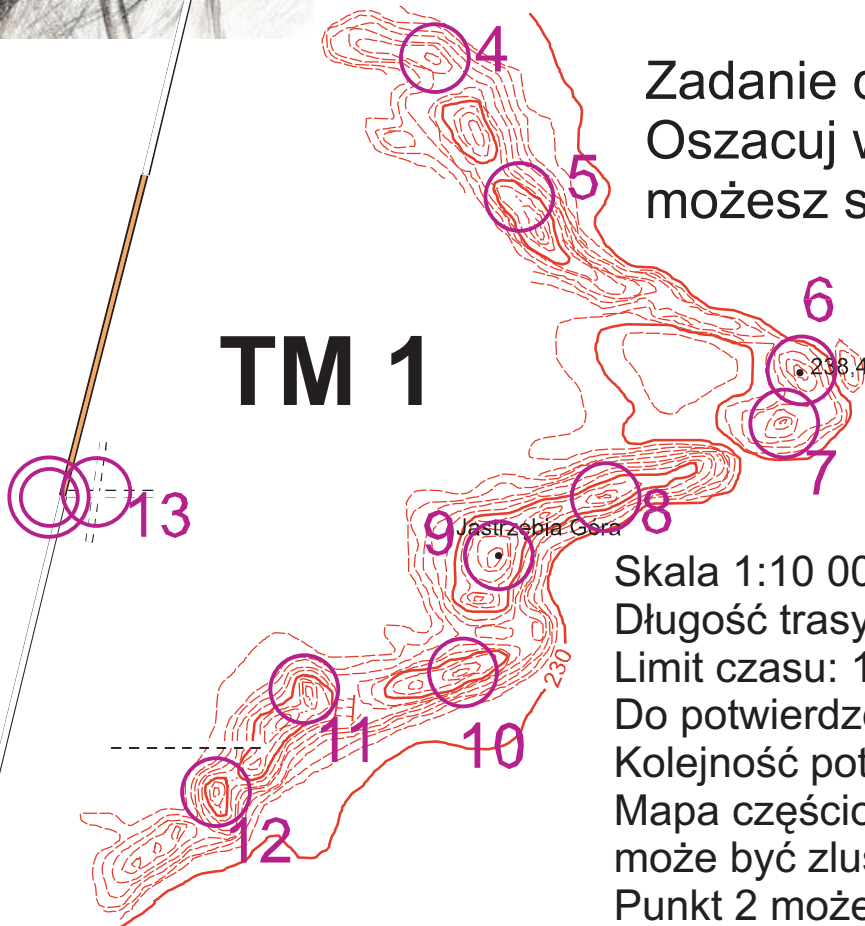 4
Zadanie
Oszacuj
możesz
5
6
TM 1
238,4
7
13
8
9
Jastrzębia Góra
Skala 1:10 00
Długość trasy
230
Limit czasu: 1
11
10
Do potwierdz
Kolejność pot
Mapa częścio
12
może być zlu
Punkt 2 może